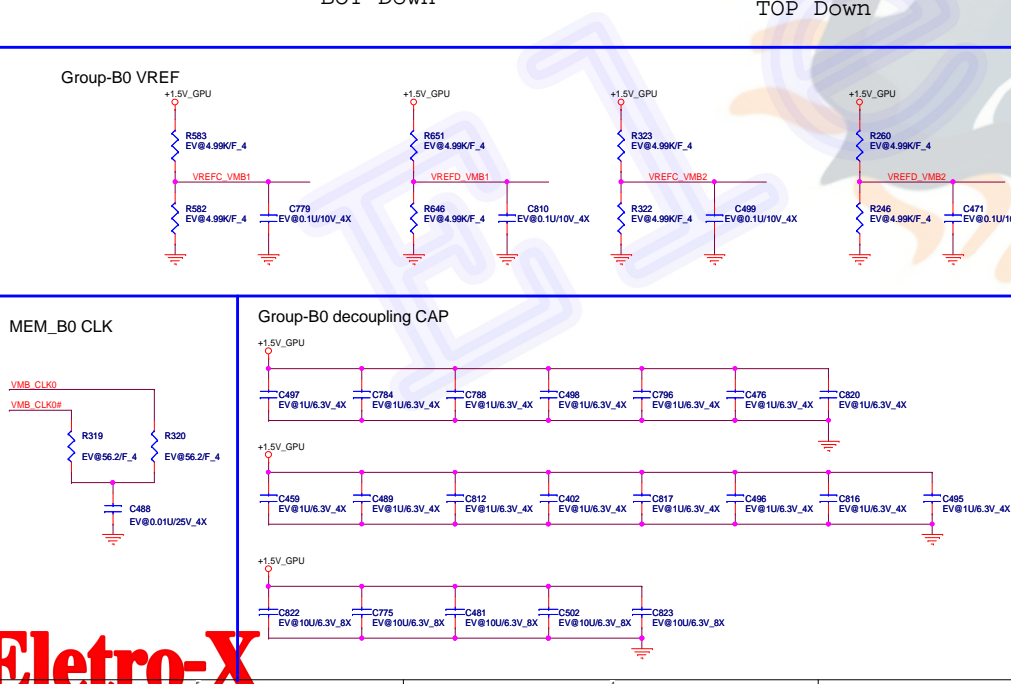 BOT Down
TOP Down
Group-B0 VREF
+1.5V_GPU
R583
EV@4.99K/F_4
VREFC_VMB1
R582
EV@4.99K/F_4
C779
EV@0.1U/10V_4X
+1.5V_GPU
R651
EV@4.99K/F_4
VREFD_VMB1
R646
EV@4.99K/F_4
C810
EV@0.1U/10V_4X
+1.5V_GPU
R323
EV@4.99K/F_4
VREFC_VMB2
R322
EV@4.99K/F_4
C499
EV@0.1U/10V_4X
+1.5V_GPU
R260
EV@4.99K/F_4
VREFD_VMB2
R246
EV@4.99K/F_4
C471
EV@0.1U/1
MEM_B0 CLK
VMB_CLK0
VMB_CLK0#
R319
EV@56.2/F_4
R320
EV@56.2/F_4
C488
EV@0.01U/25V_4X
Group-B0 decoupling CAP
+1.5V_GPU
C497
EV@1U/6.3V_4X
C784
EV@1U/6.3V_4X
C788
EV@1U/6.3V_4X
C498
EV@1U/6.3V_4X
C796
EV@1U/6.3V_4X
C476
EV@1U/6.3V_4X
C820
EV@1U/6.3V_4X
+1.5V_GPU
C459
EV@1U/6.3V_4X
C489
EV@1U/6.3V_4X
C812
EV@1U/6.3V_4X
C402
EV@1U/6.3V_4X
C817
EV@1U/6.3V_4X
C496
EV@1U/6.3V_4X
C816
EV@1U/6.3V_4X
C495
EV@1U/6.3V_4X
+1.5V_GPU
C822
EV@10U/6.3V_8X
C775
EV@10U/6.3V_8X
C481
EV@10U/6.3V_8X
C502
EV@10U/6.3V_8X
C823
EV@10U/6.3V_8X
Eletro-X